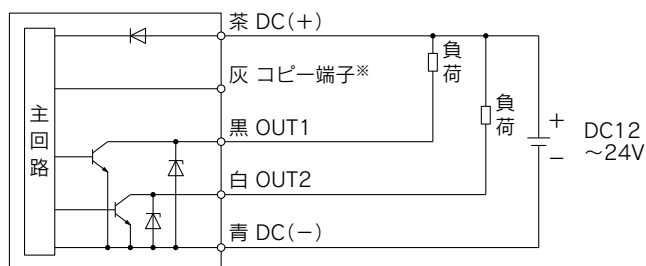 茶 DC(+)
灰 コピー端子※
黒 OUT1
白 OUT2
青 DC(−)
主回路
負荷
負荷
+
−
DC12
～24V